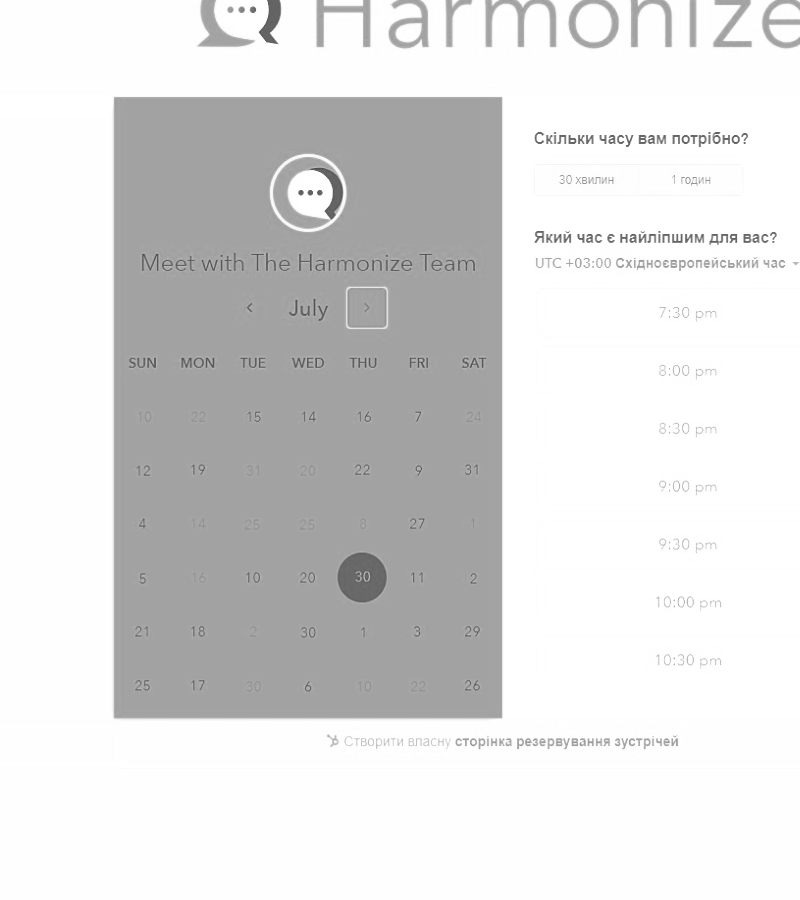 Harmonize
Meet with The Harmonize Team
July
SUN MON TUE WED THU FRI SAT
10 22 15 14 16 7 24
12 19 31 20 22 9 31
4 14 25 25 8 27 1
5 16 10 20 30 11 2
21 18 2 30 1 3 29
25 17 30 6 10 22 26
Скільки часу вам потрібно?
30 хвилин 1 годин
Який час є найліпшим для вас?
UTC +03:00 Східноєвропейський час
7:30 pm
8:00 pm
8:30 pm
9:00 pm
9:30 pm
10:00 pm
10:30 pm
Створити власну сторінка резервування зустрічей